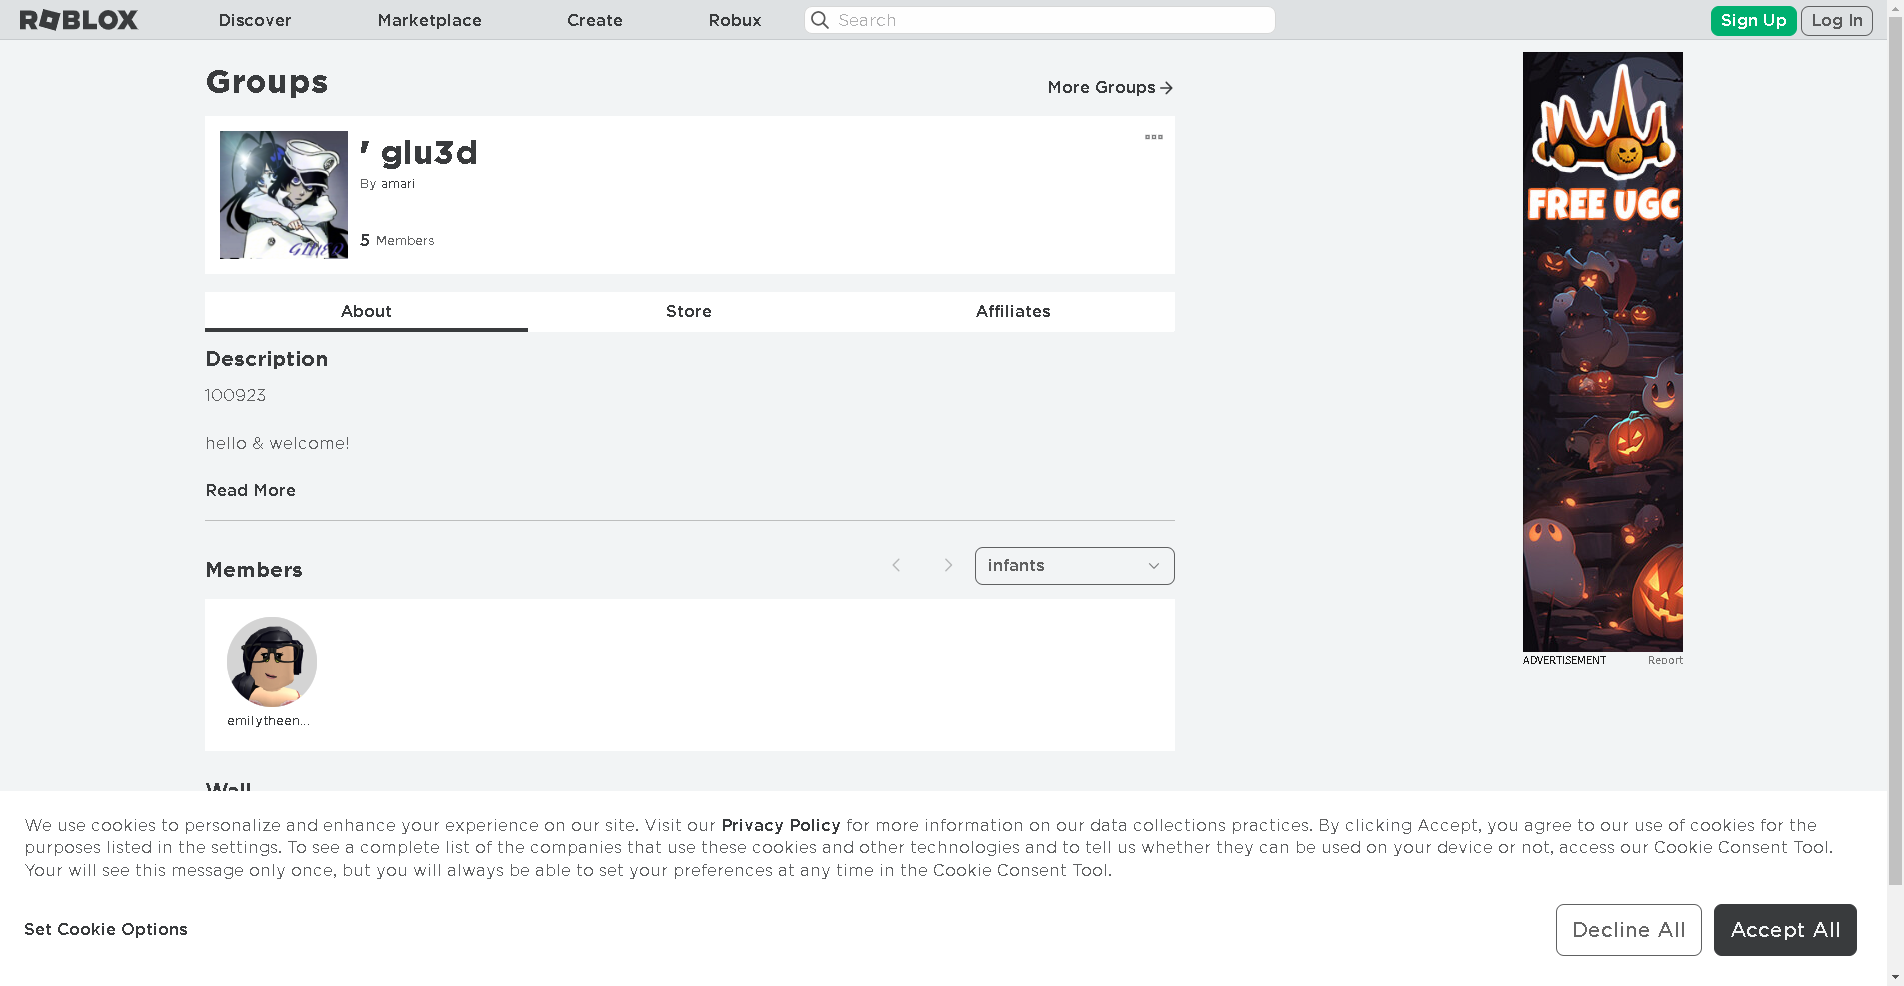 ROBLOX
Discover
Marketplace
Create
Robux
Search
Sign Up
Log In
Groups
More Groups
' glu3d
By amari
5 Members
GLUED
About
Store
Affiliates
Description
100923
hello & welcome!
Read More
Members
infants
emilytheen...
Wall
FREE UGC
ADVERTISEMENT
Report
We use cookies to personalize and enhance your experience on our site. Visit our Privacy Policy for more information on our data collections practices. By clicking Accept, you agree to our use of cookies for the
purposes listed in the settings. To see a complete list of the companies that use these cookies and other technologies and to tell us whether they can be used on your device or not, access our Cookie Consent Tool.
Your will see this message only once, but you will always be able to set your preferences at any time in the Cookie Consent Tool.
Set Cookie Options
Decline All
Accept All